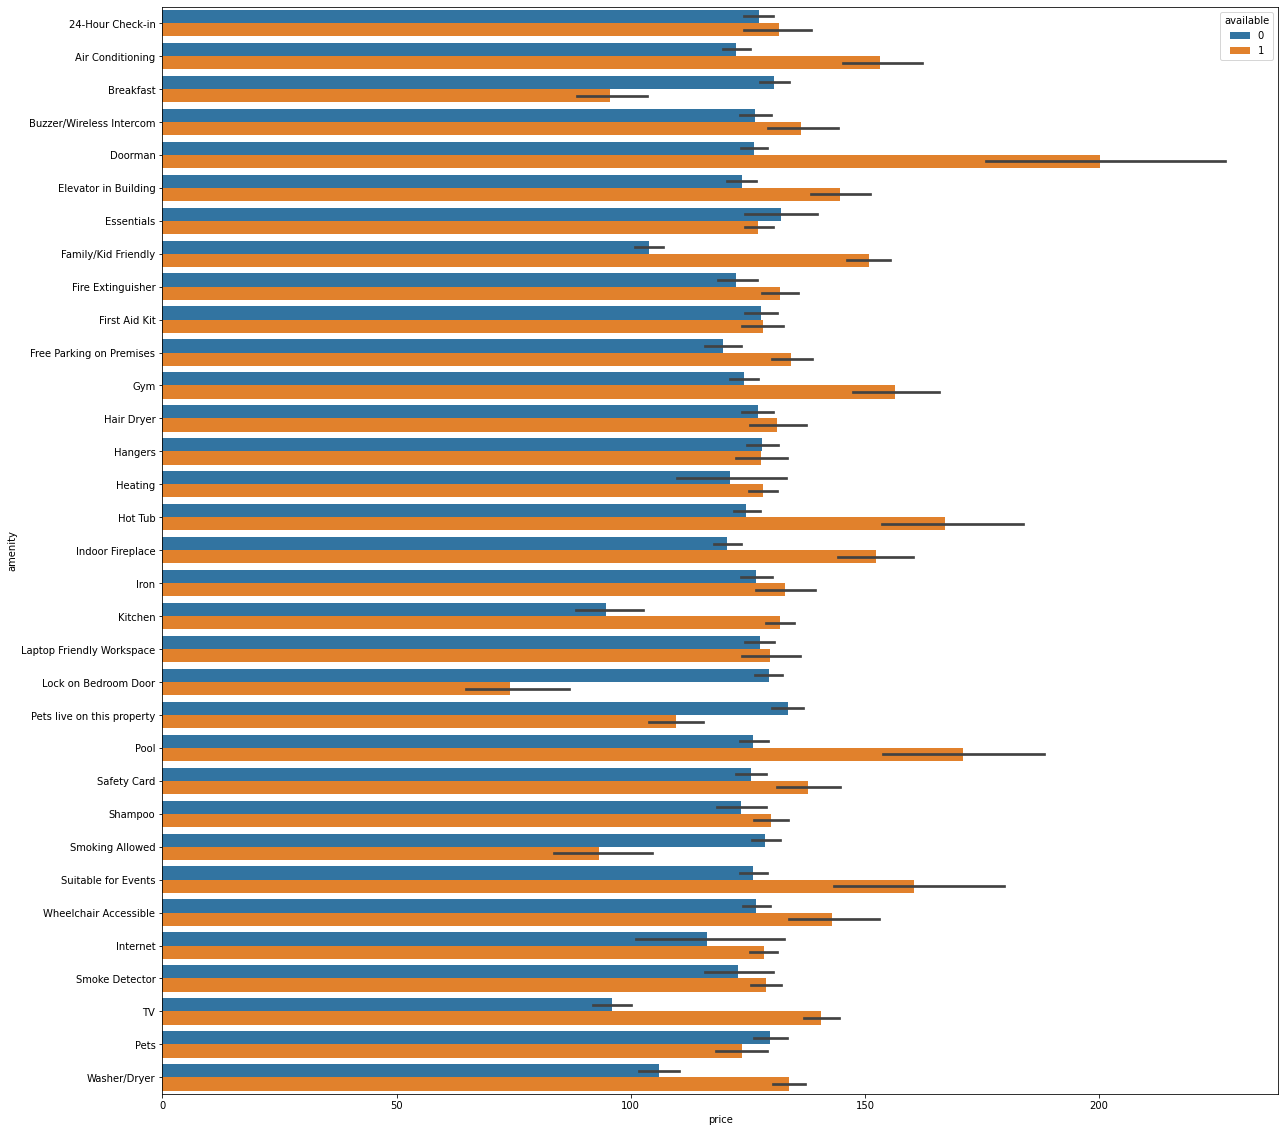 24-Hour Check-in
Air Conditioning
Breakfast
Buzzer/Wireless Intercom
Doorman
Elevator in Building
Essentials
Family/Kid Friendly
Fire Extinguisher
First Aid Kit
Free Parking on Premises
Gym
Hair Dryer
Hangers
Heating
Hot Tub
Indoor Fireplace
Iron
Kitchen
Laptop Friendly Workspace
Lock on Bedroom Door
Pets live on this property
Pool
Safety Card
Shampoo
Smoking Allowed
Suitable for Events
Wheelchair Accessible
Internet
Smoke Detector
TV
Pets
Washer/Dryer
amenity
0 50 100 150 200
price
available
0
1